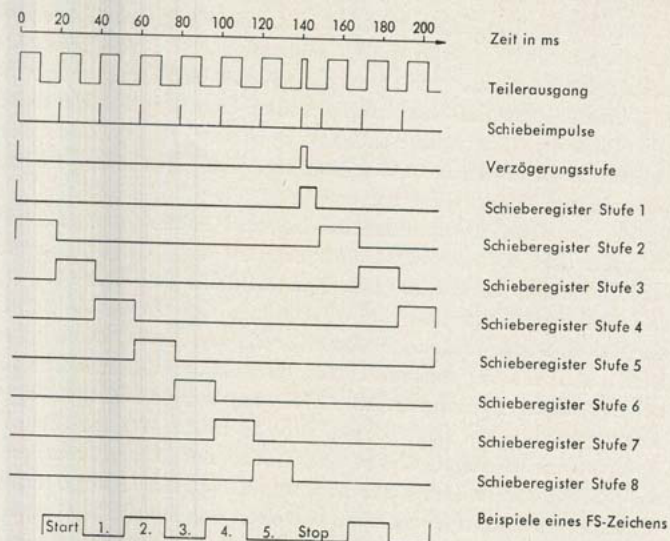 0 20 40 60 80 100 120 140 160 180 200
Zeit in ms
Teilerausgang
Schiebeimpulse
Verzögerungsstufe
Schieberegister Stufe 1
Schieberegister Stufe 2
Schieberegister Stufe 3
Schieberegister Stufe 4
Schieberegister Stufe 5
Schieberegister Stufe 6
Schieberegister Stufe 7
Schieberegister Stufe 8
Start 1. 2. 3. 4. 5. Stop
Beispiele eines FS-Zeichens